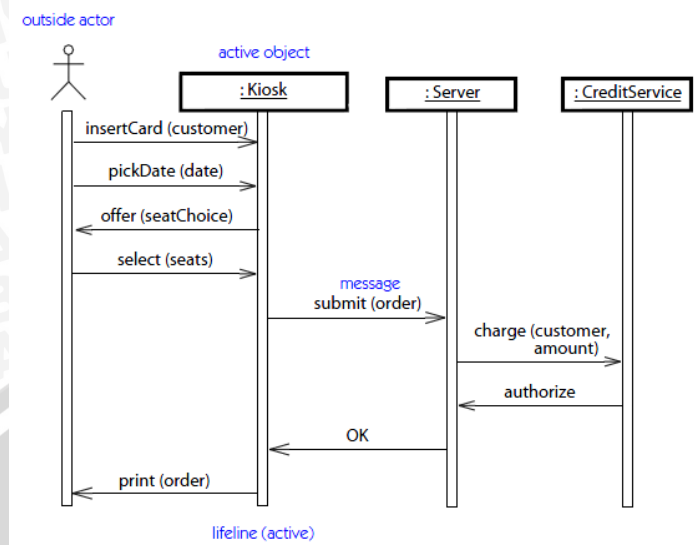 outside actor
active object
: Kiosk
: Server
: CreditService
insertCard (customer)
pickDate (date)
offer (seatChoice)
select (seats)
message
submit (order)
charge (customer,
amount)
authorize
OK
print (order)
lifeline (active)